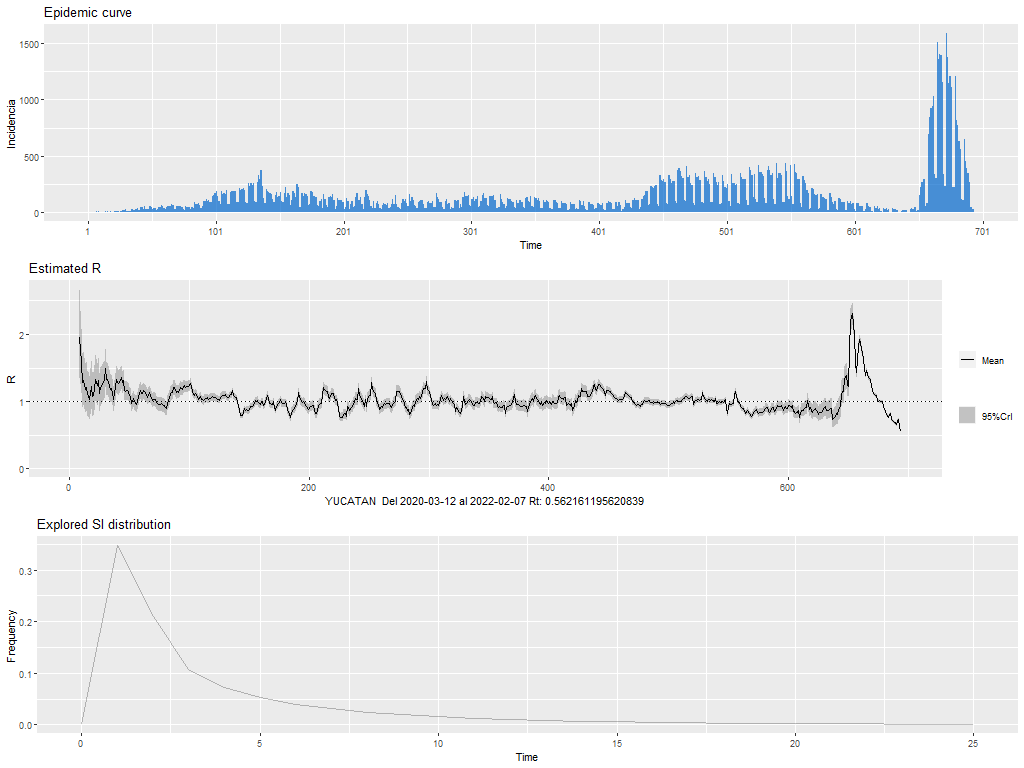 Epidemic curve
1500
1000
500
0
Incidencia
1 101 201 301 401 501 601 701
Time
Estimated R
2
1
0
R
Mean
95%CrI
0 200 400 600
YUCATAN Del 2020-03-12 al 2022-02-07 Rt: 0.562161195620839
Explored SI distribution
0.3
0.2
0.1
0.0
Frequency
0 5 10 15 20 25
Time